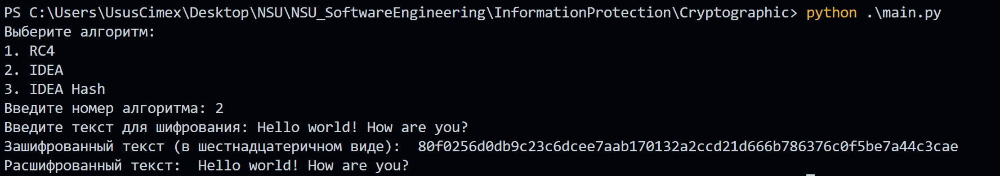 PS C:\Users\UsusCimex\Desktop\NSU\NSU_SoftwareEngineering\InformationProtection\Cryptographic> python .\main.py
Выберите алгоритм:
1. RC4
2. IDEA
3. IDEA Hash
Введите номер алгоритма: 2
Введите текст для шифрования: Hello world! How are you?
Зашифрованный текст (в шестнадцатеричном виде):  80f0256d0db9c23c6dcee7aab170132a2ccd21d666b786376c0f5be7a44c3cae
Расшифрованный текст:  Hello world! How are you?